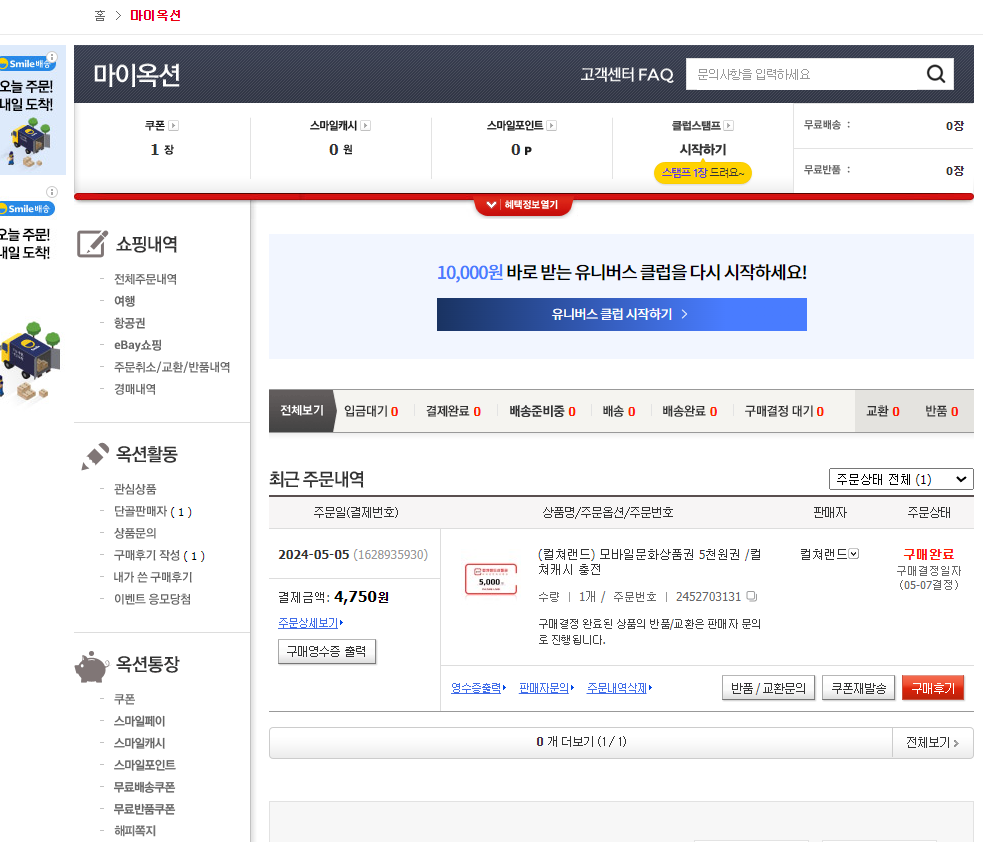 홈 > 마이옥션
Smile배송
오늘 주문!
내일 도착!
Smile배송
오늘 주문!
내일 도착!
마이옥션
고객센터 FAQ
문의사항을 입력하세요
쿠폰
1 장
스마일캐시
0 원
스마일포인트
0 P
클럽스탬프
시작하기
스탬프 1장 드려요~
무료배송 : 0장
무료반품 : 0장
혜택정보열기
쇼핑내역
- 전체주문내역
- 여행
- 항공권
- eBay쇼핑
- 주문취소/교환/반품내역
- 경매내역
옥션활동
- 관심상품
- 단골판매자 ( 1 )
- 상품문의
- 구매후기 작성 ( 1 )
- 내가 쓴 구매후기
- 이벤트 응모당첨
옥션통장
- 쿠폰
- 스마일페이
- 스마일캐시
- 스마일포인트
- 무료배송쿠폰
- 무료반품쿠폰
- 해피쪽지
10,000원 바로 받는 유니버스 클럽을 다시 시작하세요!
유니버스 클럽 시작하기 >
전체보기 입금대기 0 결제완료 0 배송준비중 0 배송 0 배송완료 0 구매결정 대기 0 교환 0 반품 0
최근 주문내역
주문상태 전체 (1)
주문일(결제번호) 상품명/주문옵션/주문번호 판매자 주문상태
2024-05-05 (1628935930)
결제금액: 4,750원
주문상세보기
구매영수증 출력
5,000
(컬쳐랜드) 모바일문화상품권 5천원권 /컬
쳐캐시 충전
수량 | 1개 / 주문번호 | 2452703131
구매결정 완료된 상품의 반품/교환은 판매자 문의
로 진행됩니다.
컬쳐랜드
구매완료
구매결정일자
(05-07결정)
영수증출력 판매자문의 주문내역삭제
반품 / 교환문의 쿠폰재발송 구매후기
0 개 더보기 (1 / 1)
전체보기 >